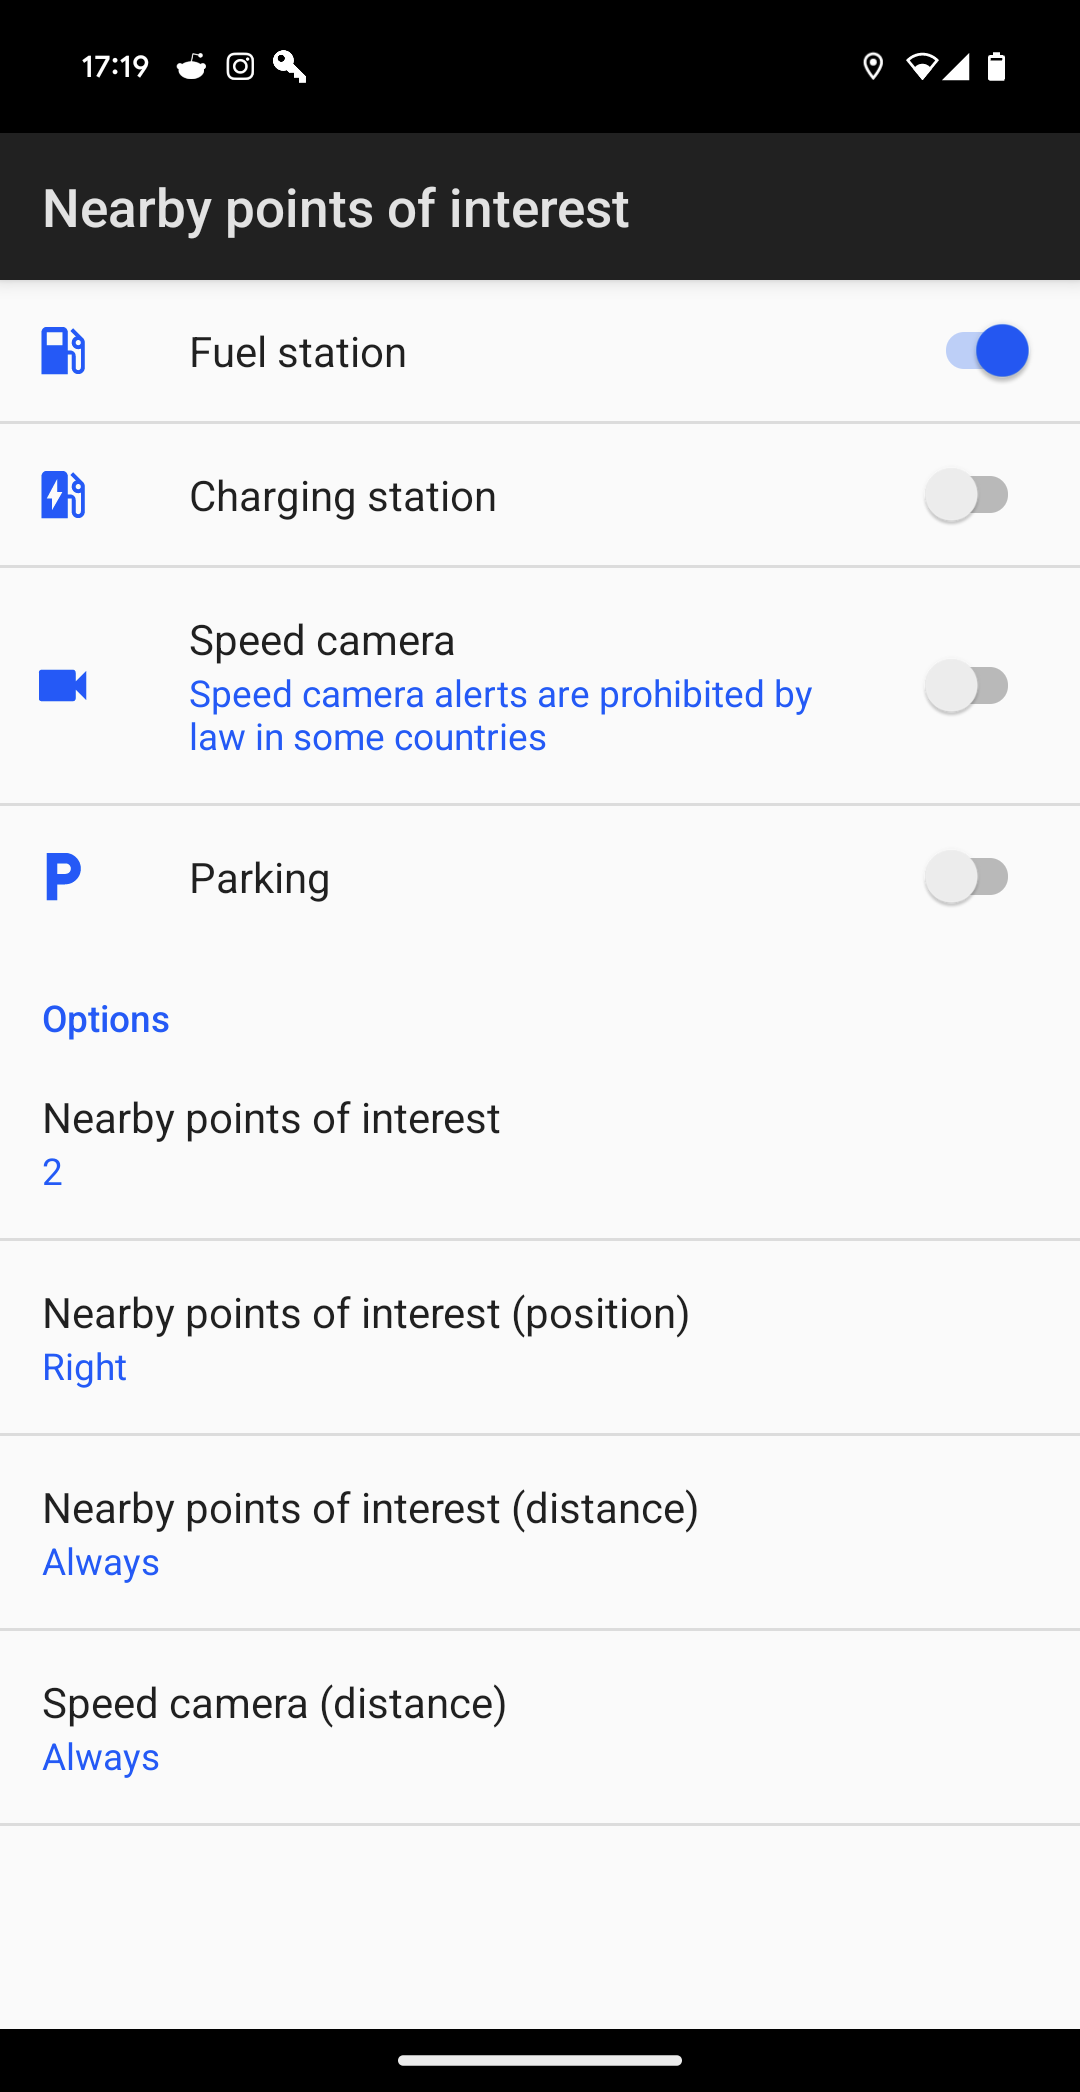 17:19
Nearby points of interest
Fuel station
Charging station
Speed camera
Speed camera alerts are prohibited by
law in some countries
P
Parking
Options
Nearby points of interest
2
Nearby points of interest (position)
Right
Nearby points of interest (distance)
Always
Speed camera (distance)
Always